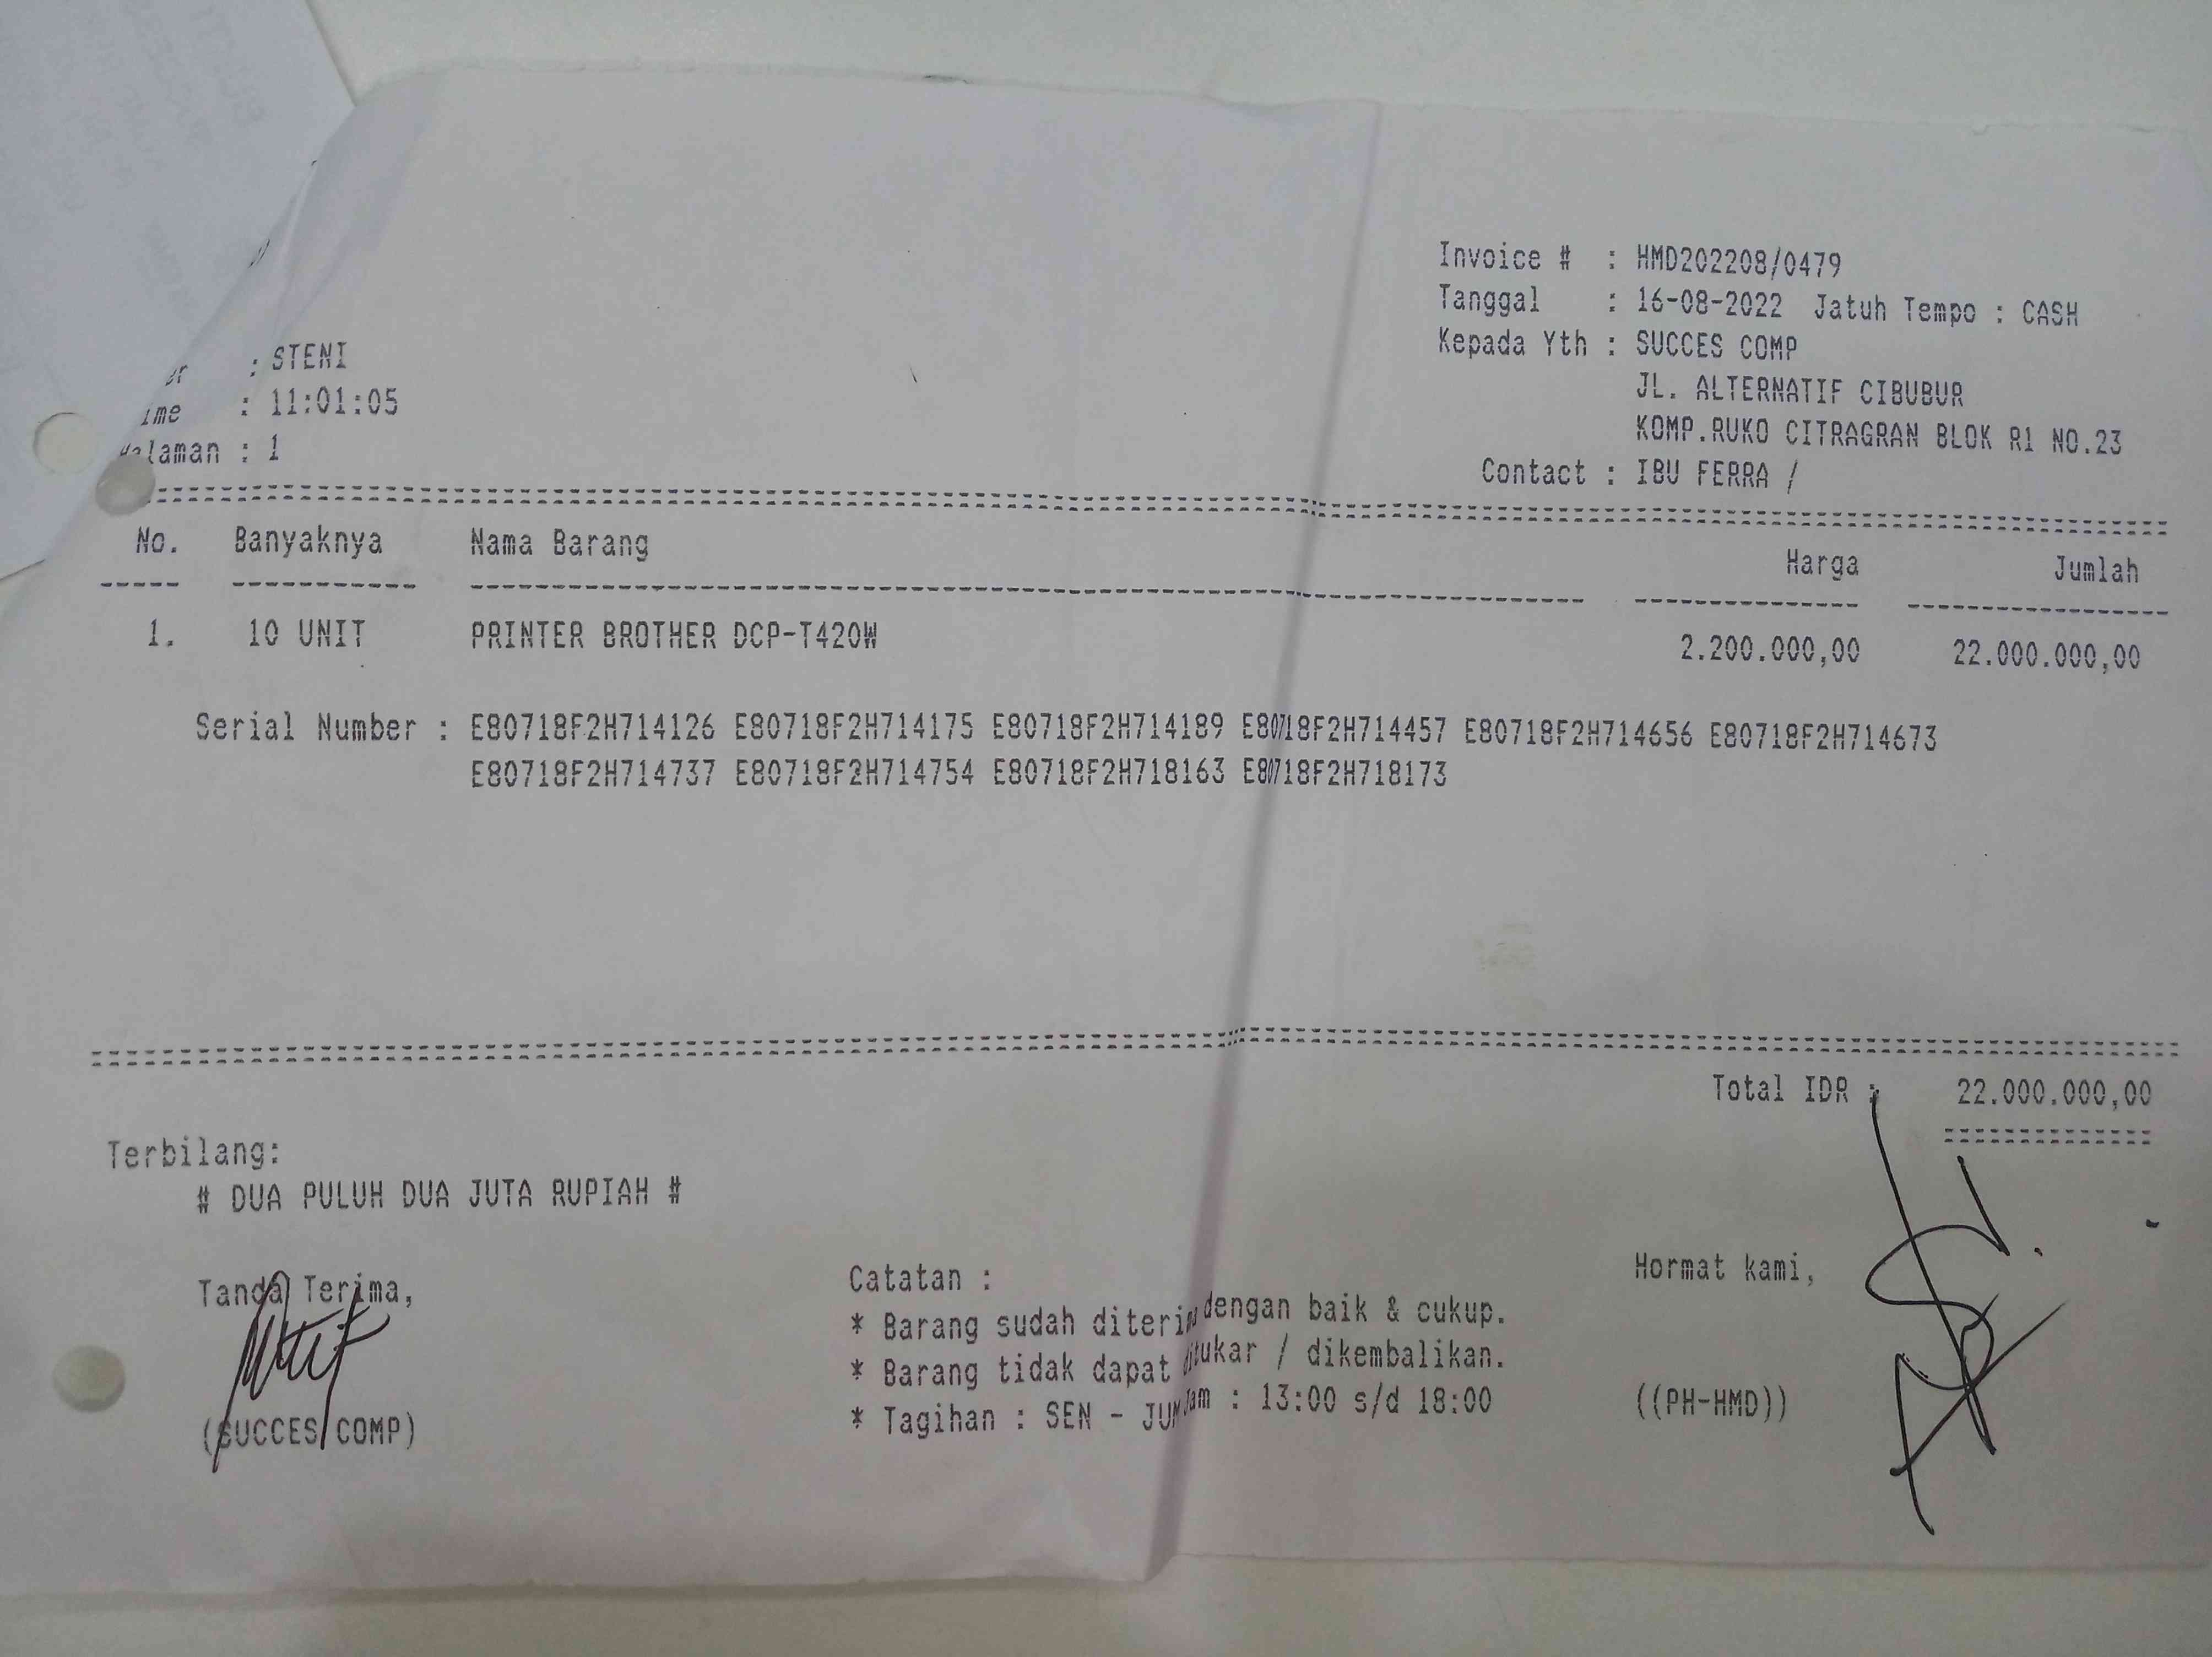 Invoice # : HMD202208/0479
Tanggal : 16-08-2022 Jatuh Tempo : CASH
Kepada Yth : SUCCES COMP
JL. ALTERNATIF CIBUBUR
KOMP.RUKO CITRAGRAN BLOK R1 NO.23
Contact : IBU FERRA /
: STENI
: 11:01:05
laman : 1
No. Banyaknya Nama Barang Harga Jumlah
1. 10 UNIT PRINTER BROTHER DCP-T420W 2.200.000,00 22.000.000,00
Serial Number : E80718F2H714126 E80718F2H714175 E80718F2H714189 E80718F2H714457 E80718F2H714656 E80718F2H714673
E80718F2H714737 E80718F2H714754 E80718F2H718163 E80718F2H718173
Total IDR : 22.000.000,00
Terbilang:
# DUA PULUH DUA JUTA RUPIAH #
Tanda Terima,
(SUCCES COMP)
Catatan :
* Barang sudah diterim dengan baik & cukup.
* Barang tidak dapat ditukar / dikembalikan.
* Tagihan : SEN - JUM Jam : 13:00 s/d 18:00
Hormat kami,
((PH-HMD))